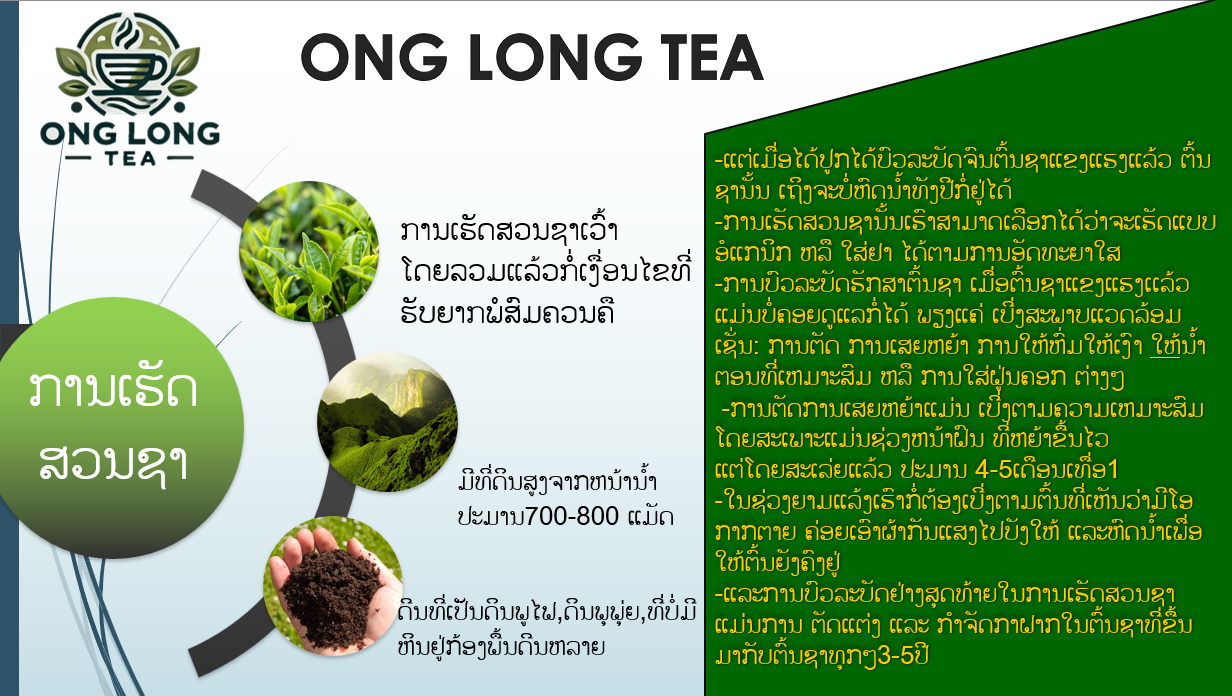 ONG LONG TEA
ONG LONG
TEA
ການເຮັດ
ສວນຊາ
ການເຮັດສວນຊາເວົ້າ
ໂດຍລວມແລ້ວກໍ່ເງື່ອນໄຂທີ່
ຮັບຍາກພໍສົມຄວນຄື
ມີທີ່ດິນສູງຈາກຫນ້ານ້ຳ
ປະມານ700-800 ແມັດ
ດີນທີ່ເປັນດິນພູໄຟ,ດິນພຸພຸ່ຍ,ທີ່ບໍ່ມີ
ຫິນຢູ່ກ້ອງພື້ນດີນຫລາຍ
-ແຕ່ເມື່ອໄດ້ປູກໄດ້ບົວລະບັດຈົນຕົ້ນຊາແຂງແຮງແລ້ວ ຕົ້ນ
ຊານັ້ນ ເຖິງຈະບໍ່ຫົດນ້ຳທັງປີກໍ່ຢູ່ໄດ້
-ການເຮັດສວນຊານັ້ນເຮົາສາມາດເລືອກໄດ້ວ່າຈະເຮັດແບບ
ອໍແກນິກ ຫລື ໃສ່ຢາ ໄດ້ຕາມການອັດທະຍາໃສ
-ການບົວລະບັດຮັກສາຕົ້ນຊາ ເມື່ອຕົ້ນຊາແຂງແຮງແລ້ວ
ແມ່ນບໍ່ຄອຍດູແລກໍ່ໄດ້ ພຽງແຄ່ ເບີ່ງສະພາບແວດລ້ອມ
ເຊັ່ນ: ການຕັດ ການເສຍຫຍ້າ ການໃຫ້ຫົ່ມໃຫ້ເງົາ ໃຫ້ນ້ຳ
ຕອນທີ່ເຫມາະສົມ ຫລື ການໃສ່ຝຸ່ນຄອກ ຕ່າງໆ
-ການຕັດການເສຍຫຍ້າແມ່ນ ເບີ່ງຕາມຄວາມເຫມາະສົມ
ໂດຍສະເພາະແມ່ນຊ່ວງຫນ້າຝົນ ທີ່ຫຍ້າຂື້ນໄວ
ແຕ່ໂດຍສະເລ່ຍແລ້ວ ປະມານ 4-5ເດືອນເທື່ອ1
-ໃນຊ່ວງຍາມແລ້ງເຮົາກໍ່ຕ້ອງເບີ່ງຕາມຕົ້ນທີ່ເຫັນວ່າມີໂອ
ກາກຕາຍ ຄ່ອຍເອົາຜ້າກັນແສງໄປບັງໃຫ້ ແລະຫົດນ້ຳເພື່ອ
ໃຫ້ຕົ້ນຍັງຄົງຢູ່
-ແລະການບົວລະບັດຢ່າງສຸດທ້າຍໃນການເຮັດສວນຊາ
ແມ່ນການ ຕັດແຕ່ງ ແລະ ກຳຈັດກາຝາກໃນຕົ້ນຊາທີ່ຂື້ນ
ມາກັບຕົ້ນຊາທຸກໆ3-5ປີ